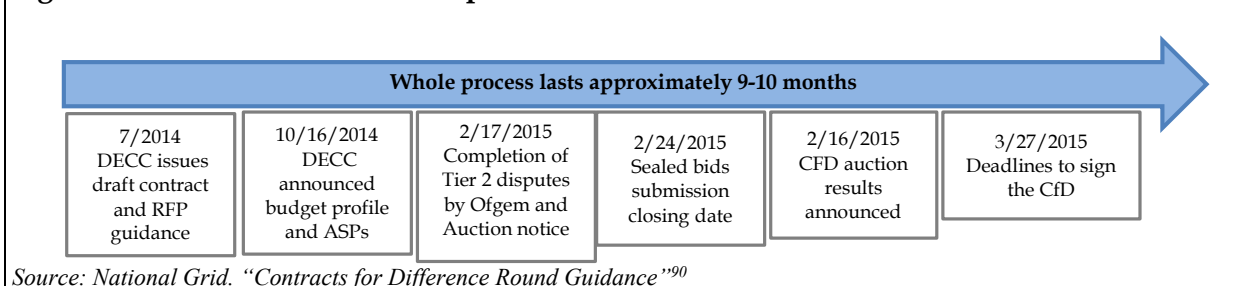 Whole process lasts approximately 9-10 months
7/2014
DECC issues
draft contract
and RFP
guidance
10/16/2014
DECC
announced
budget profile
and ASPs
2/17/2015
Completion of
Tier 2 disputes
by Ofgem and
Auction notice
2/24/2015
Sealed bids
submission
closing date
2/16/2015
CFD auction
results
announced
3/27/2015
Deadlines to sign
the CfD
Source: National Grid. “Contracts for Difference Round Guidance”90